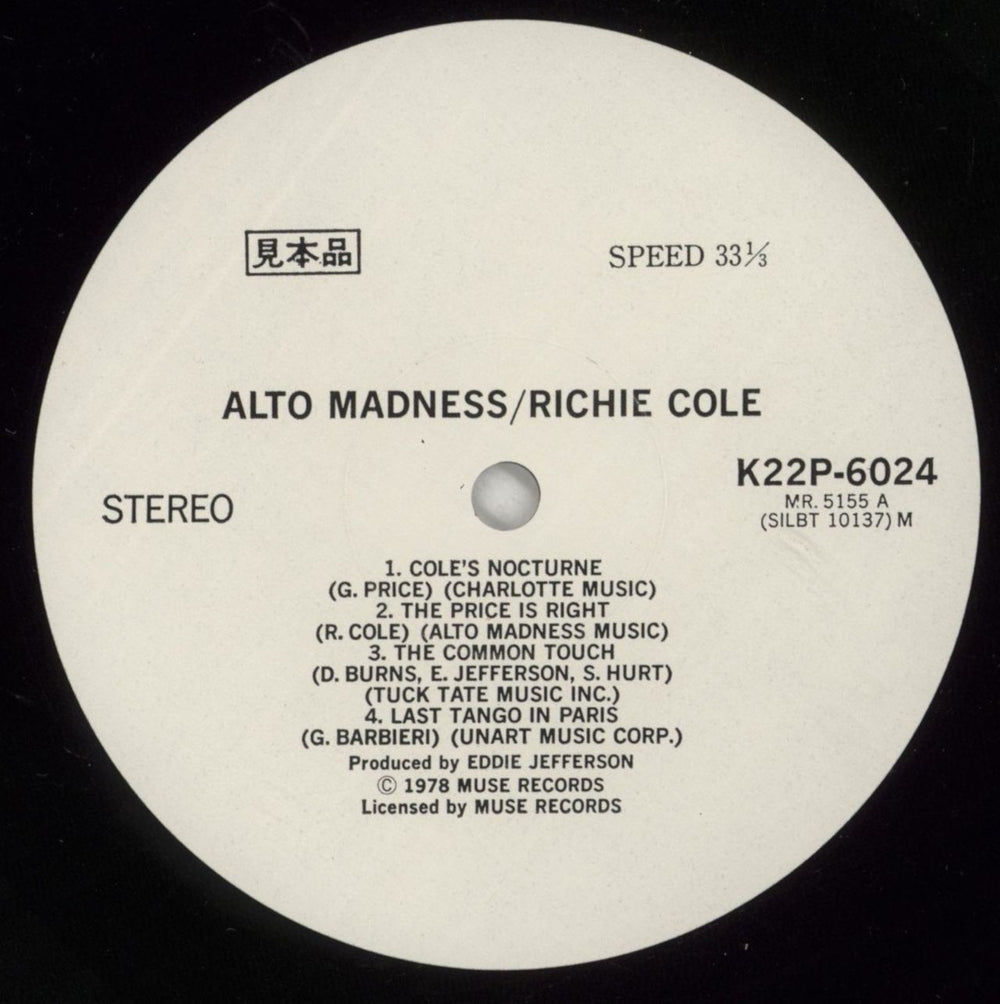 見本品
SPEED 33⅓
ALTO MADNESS/RICHIE COLE
K22P-6024
MR. 5155 A
(SILBT 10137) M
STEREO
1. COLE'S NOCTURNE
(G. PRICE) (CHARLOTTE MUSIC)
2. THE PRICE IS RIGHT
(R. COLE) (ALTO MADNESS MUSIC)
3. THE COMMON TOUCH
(D. BURNS, E. JEFFERSON, S. HURT)
(TUCK TATE MUSIC INC.)
4. LAST TANGO IN PARIS
(G. BARBIERI) (UNART MUSIC CORP.)
Produced by EDDIE JEFFERSON
Ⓒ 1978 MUSE RECORDS
Licensed by MUSE RECORDS